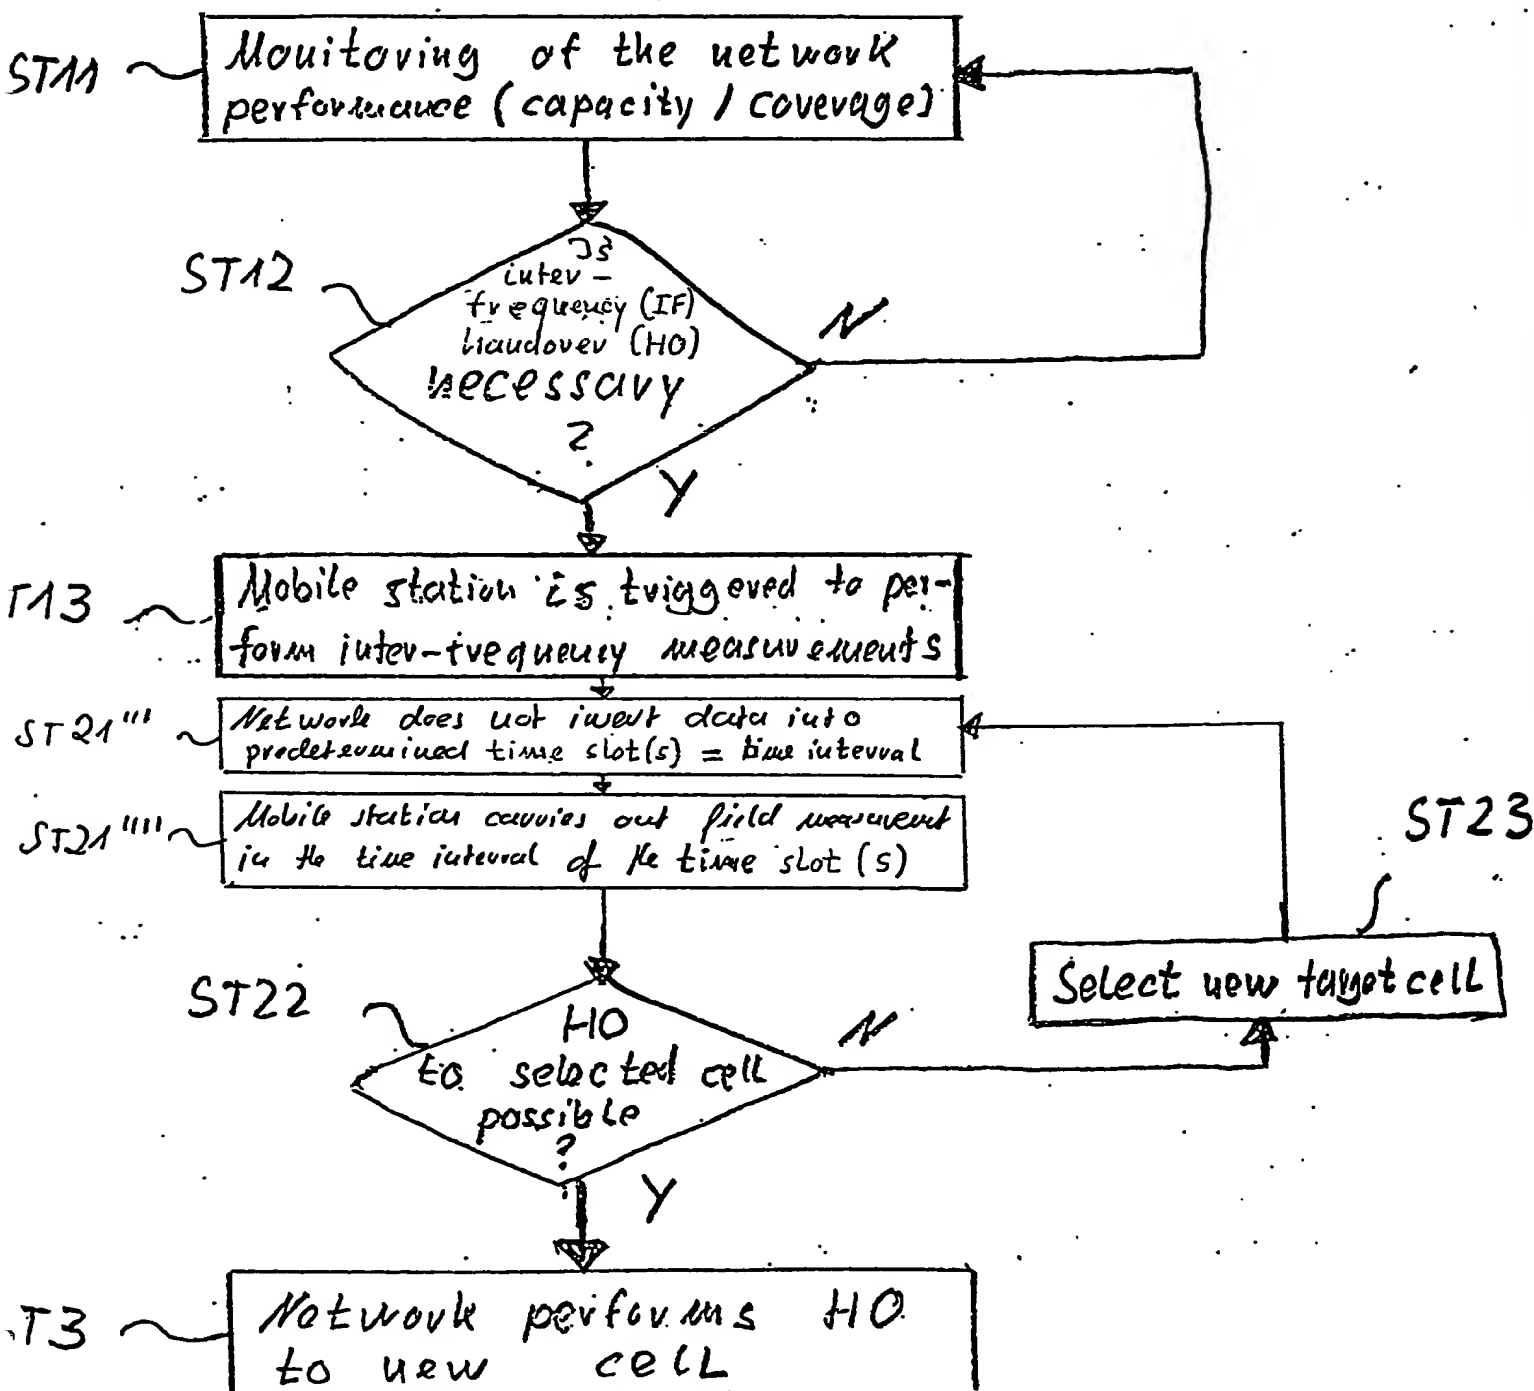 ST11
Monitoring of the network
performance (capacity / coverage)
ST12
Is
inter-
frequency (IF)
handover (HO)
necessary
?
N
Y
T13
Mobile station is triggered to per-
form inter-frequency measurements
ST21'''
Network does not insert data into
predetermined time slot(s) = time interval
ST21''''
Mobile station carries out field measurement
in the time interval of the time slot (s)
ST23
Select new target cell
ST22
HO
to selected cell
possible
?
N
Y
T3
Network performs HO
to new cell